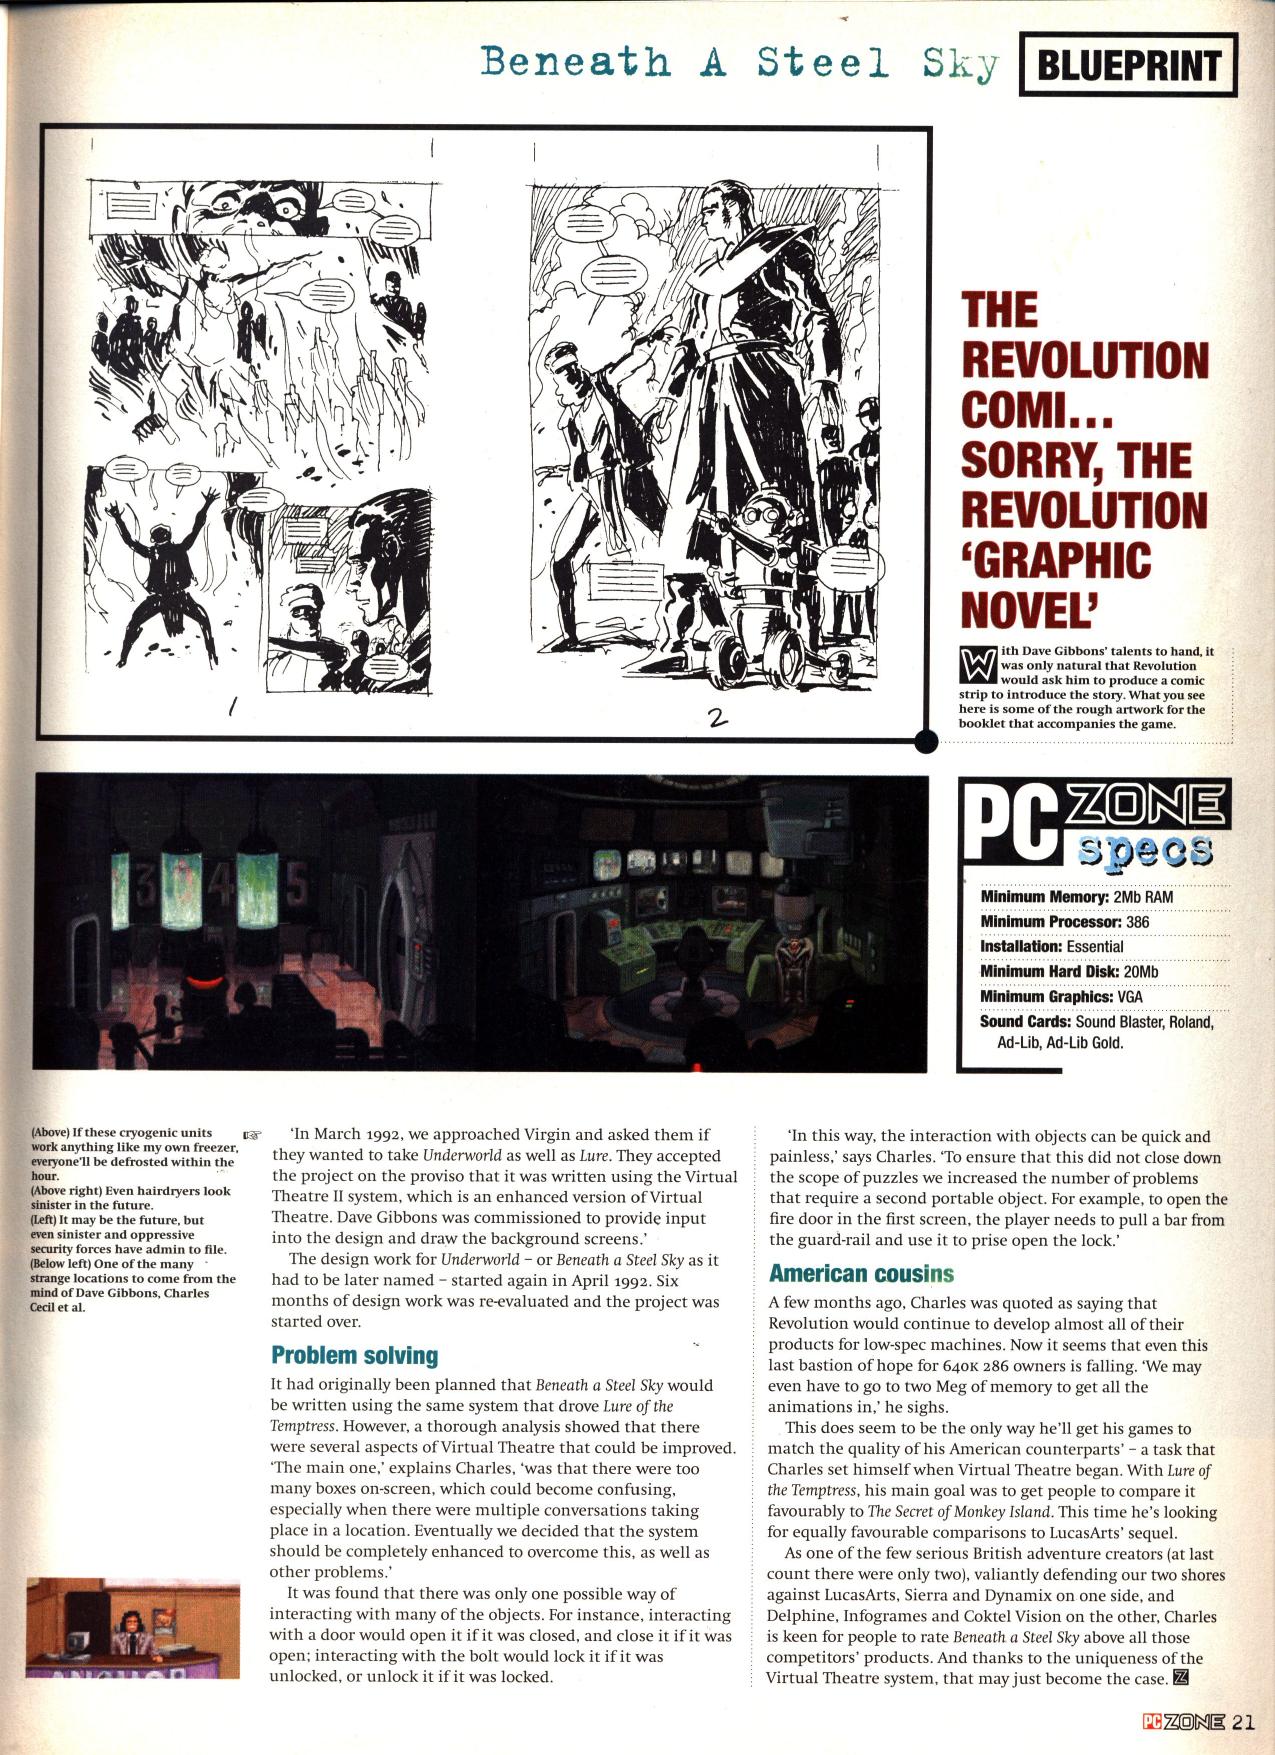 Beneath A Steel Sky BLUEPRINT
1
2
THE
REVOLUTION
COMI...
SORRY, THE
REVOLUTION
‘GRAPHIC
NOVEL’
With Dave Gibbons’ talents to hand, it
was only natural that Revolution
would ask him to produce a comic
strip to introduce the story. What you see
here is some of the rough artwork for the
booklet that accompanies the game.
3 4 5
PC ZONE
specs
Minimum Memory: 2Mb RAM
Minimum Processor: 386
Installation: Essential
Minimum Hard Disk: 20Mb
Minimum Graphics: VGA
Sound Cards: Sound Blaster, Roland,
Ad-Lib, Ad-Lib Gold.
(Above) If these cryogenic units
work anything like my own freezer,
everyone’ll be defrosted within the
hour.
(Above right) Even hairdryers look
sinister in the future.
(Left) It may be the future, but
even sinister and oppressive
security forces have admin to file.
(Below left) One of the many
strange locations to come from the
mind of Dave Gibbons, Charles
Cecil et al.
ANCHOR
‘In March 1992, we approached Virgin and asked them if
they wanted to take Underworld as well as Lure. They accepted
the project on the proviso that it was written using the Virtual
Theatre II system, which is an enhanced version of Virtual
Theatre. Dave Gibbons was commissioned to provide input
into the design and draw the background screens.’
The design work for Underworld – or Beneath a Steel Sky as it
had to be later named – started again in April 1992. Six
months of design work was re-evaluated and the project was
started over.
Problem solving
It had originally been planned that Beneath a Steel Sky would
be written using the same system that drove Lure of the
Temptress. However, a thorough analysis showed that there
were several aspects of Virtual Theatre that could be improved.
‘The main one,’ explains Charles, ‘was that there were too
many boxes on-screen, which could become confusing,
especially when there were multiple conversations taking
place in a location. Eventually we decided that the system
should be completely enhanced to overcome this, as well as
other problems.’
It was found that there was only one possible way of
interacting with many of the objects. For instance, interacting
with a door would open it if it was closed, and close it if it was
open; interacting with the bolt would lock it if it was
unlocked, or unlock it if it was locked.
‘In this way, the interaction with objects can be quick and
painless,’ says Charles. ‘To ensure that this did not close down
the scope of puzzles we increased the number of problems
that require a second portable object. For example, to open the
fire door in the first screen, the player needs to pull a bar from
the guard-rail and use it to prise open the lock.’
American cousins
A few months ago, Charles was quoted as saying that
Revolution would continue to develop almost all of their
products for low-spec machines. Now it seems that even this
last bastion of hope for 640K 286 owners is falling. ‘We may
even have to go to two Meg of memory to get all the
animations in,’ he sighs.
This does seem to be the only way he’ll get his games to
match the quality of his American counterparts’ – a task that
Charles set himself when Virtual Theatre began. With Lure of
the Temptress, his main goal was to get people to compare it
favourably to The Secret of Monkey Island. This time he’s looking
for equally favourable comparisons to LucasArts’ sequel.
As one of the few serious British adventure creators (at last
count there were only two), valiantly defending our two shores
against LucasArts, Sierra and Dynamix on one side, and
Delphine, Infogrames and Coktel Vision on the other, Charles
is keen for people to rate Beneath a Steel Sky above all those
competitors’ products. And thanks to the uniqueness of the
Virtual Theatre system, that may just become the case. Z
PC ZONE 21